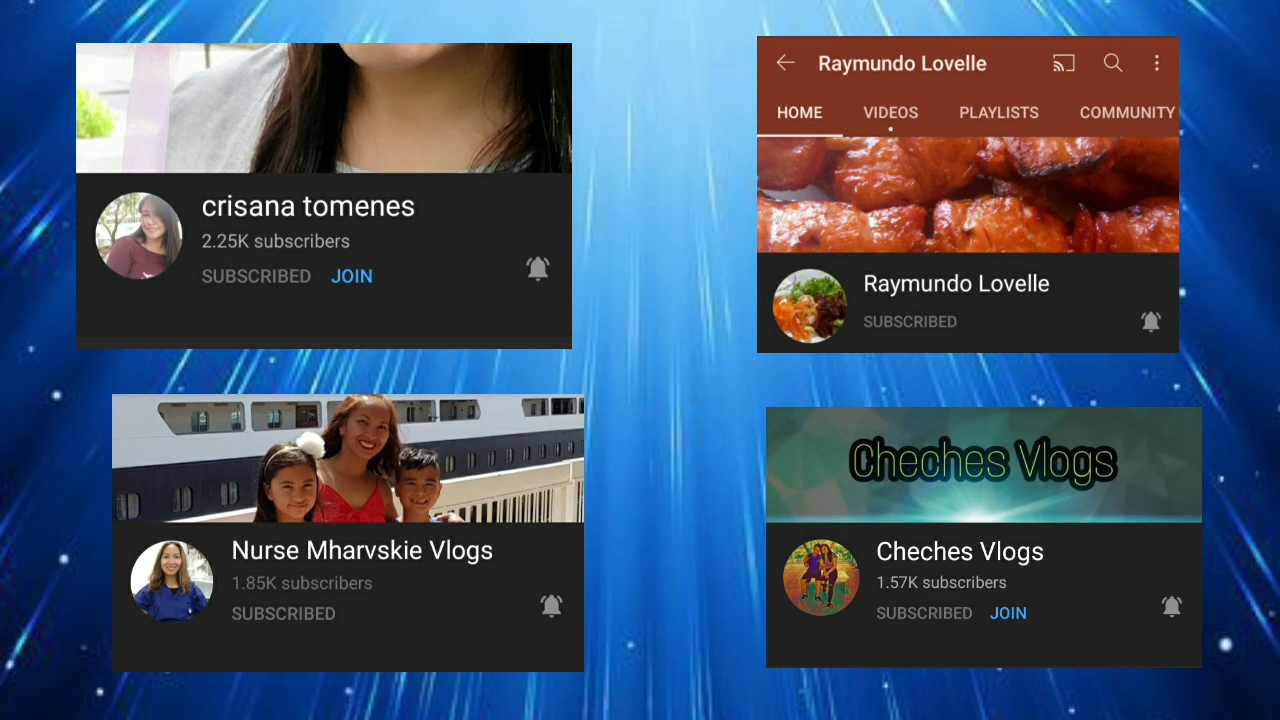 crisana tomenes
2.25K subscribers
SUBSCRIBED JOIN
Raymundo Lovelle
HOME VIDEOS PLAYLISTS COMMUNITY
Raymundo Lovelle
SUBSCRIBED
Nurse Mharvskie Vlogs
1.85K subscribers
SUBSCRIBED
Cheches Vlogs
Cheches Vlogs
1.57K subscribers
SUBSCRIBED JOIN